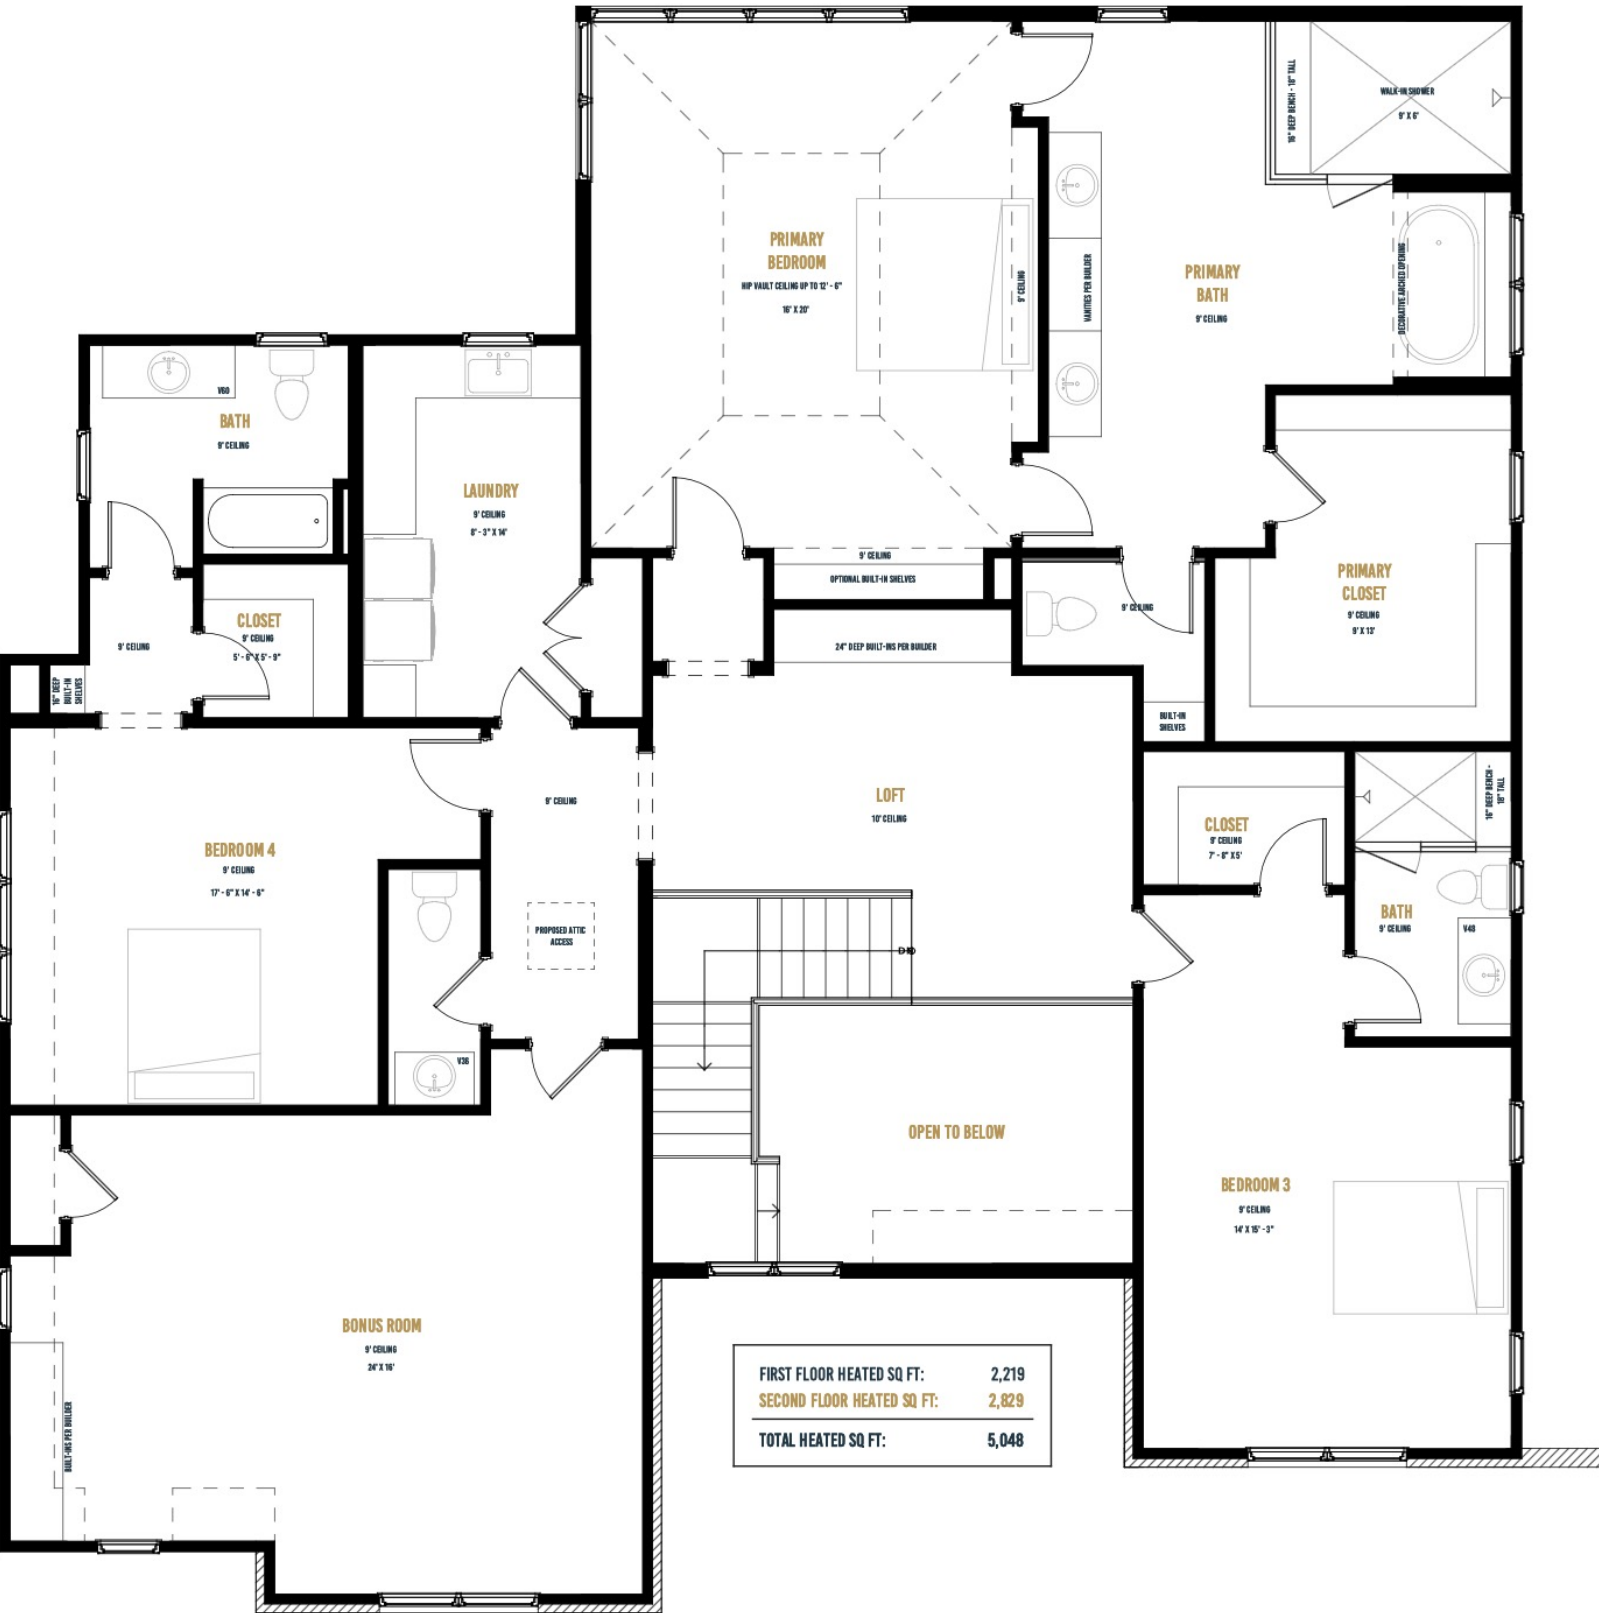 16" DEEP BENCH - 18" TALL
WALK-IN SHOWER
9' X 6'
PRIMARY
BEDROOM
HIP VAULT CEILING UP TO 12' - 6"
16' X 20'
9' CEILING
VANITIES PER BUILDER
PRIMARY
BATH
9' CEILING
DECORATIVE ARCHED OPENING
V60
BATH
9' CEILING
LAUNDRY
9' CEILING
8' - 3" X 14'
9' CEILING
OPTIONAL BUILT-IN SHELVES
PRIMARY
CLOSET
9' CEILING
9' X 13'
9' CEILING
CLOSET
9' CEILING
5' - 6" X 5' - 9"
9' CEILING
24" DEEP BUILT-INS PER BUILDER
16" DEEP
BUILT-IN
SHELVES
BUILT-IN
SHELVES
9' CEILING
LOFT
10' CEILING
16" DEEP BENCH -
18" TALL
CLOSET
9' CEILING
7' - 8" X 5'
BEDROOM 4
9' CEILING
17' - 6" X 14' - 6"
BATH
9' CEILING
V48
PROPOSED ATTIC
ACCESS
V36
OPEN TO BELOW
BEDROOM 3
9' CEILING
14' X 15' - 3"
BONUS ROOM
9' CEILING
24' X 16'
BUILT-INS PER BUILDER
FIRST FLOOR HEATED SQ FT: 2,219
SECOND FLOOR HEATED SQ FT: 2,829
TOTAL HEATED SQ FT: 5,048